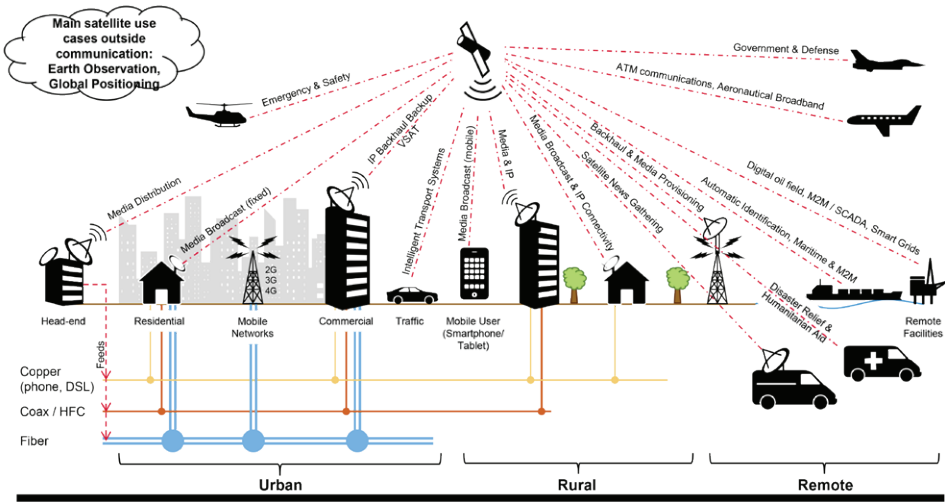 Main satellite use
cases outside
communication:
Earth Observation,
Global Positioning
Government & Defense
ATM communications, Aeronautical Broadband
Emergency & Safety
IP Backhaul Backup
VSAT
Media Distribution
Media Broadcast (fixed)
Intelligent Transport Systems
Media Broadcast (mobile)
Media & IP
Media Broadcast & IP Connectivity
Satellite News Gathering
Backhaul & Media Provisioning
Automatic Identification, Maritime & M2M
Digital oil field, M2M / SCADA, Smart Grids
Disaster Relief &
Humanitarian Aid
2G
3G
4G
Head-end
Residential
Mobile
Networks
Commercial
Traffic
Mobile User
(Smartphone/
Tablet)
Remote
Facilities
Feeds
Copper
(phone, DSL)
Coax / HFC
Fiber
Urban
Rural
Remote